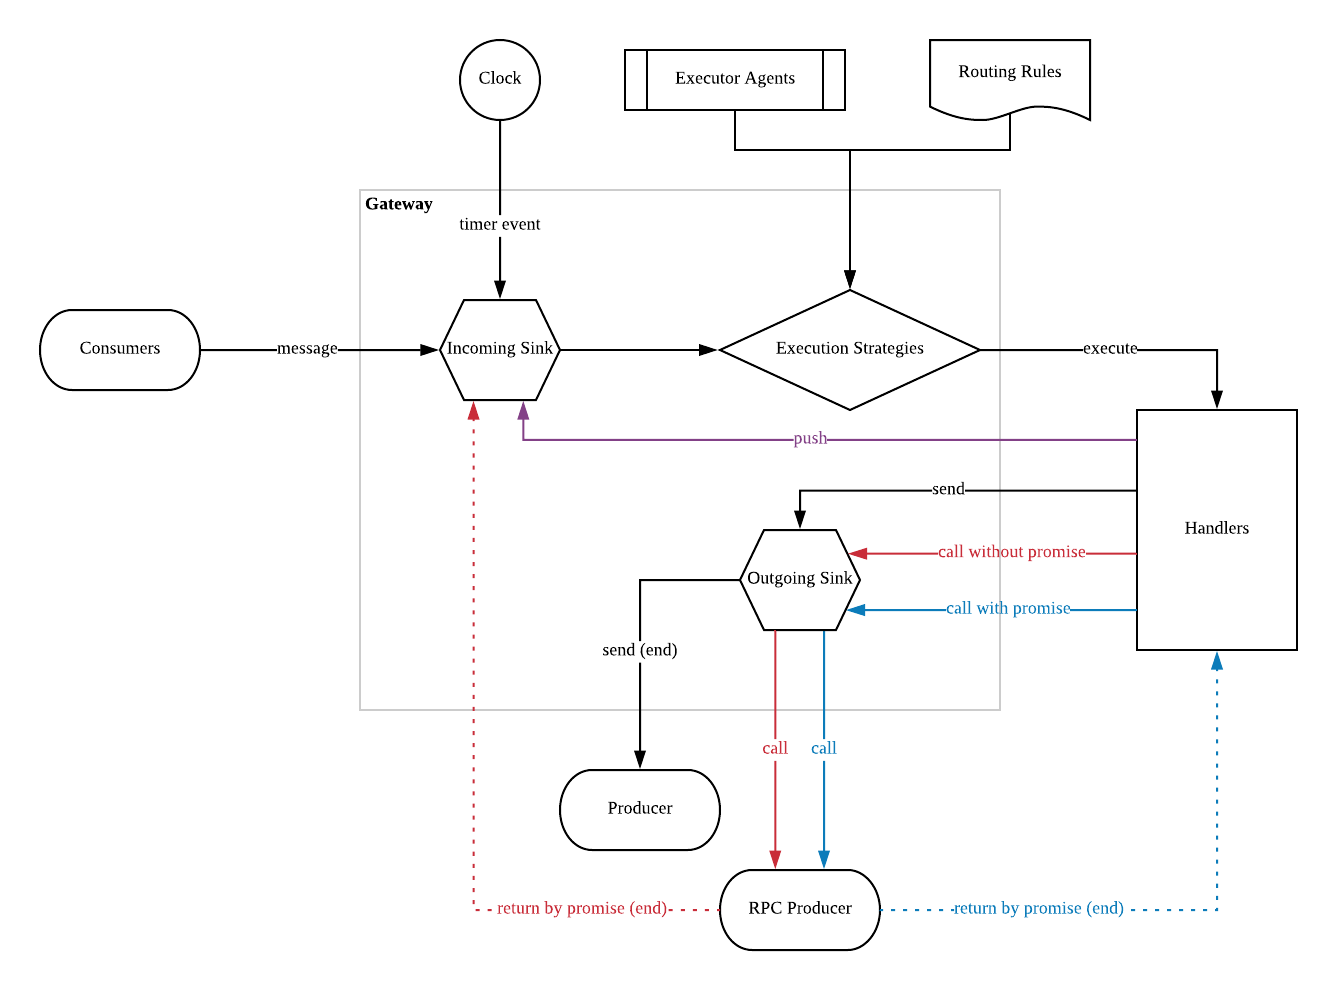 Clock
Executor Agents
Routing Rules
Gateway
timer event
Consumers
message
Incoming Sink
Execution Strategies
execute
push
send
Handlers
call without promise
Outgoing Sink
call with promise
send (end)
call
call
Producer
return by promise (end)
RPC Producer
return by promise (end)